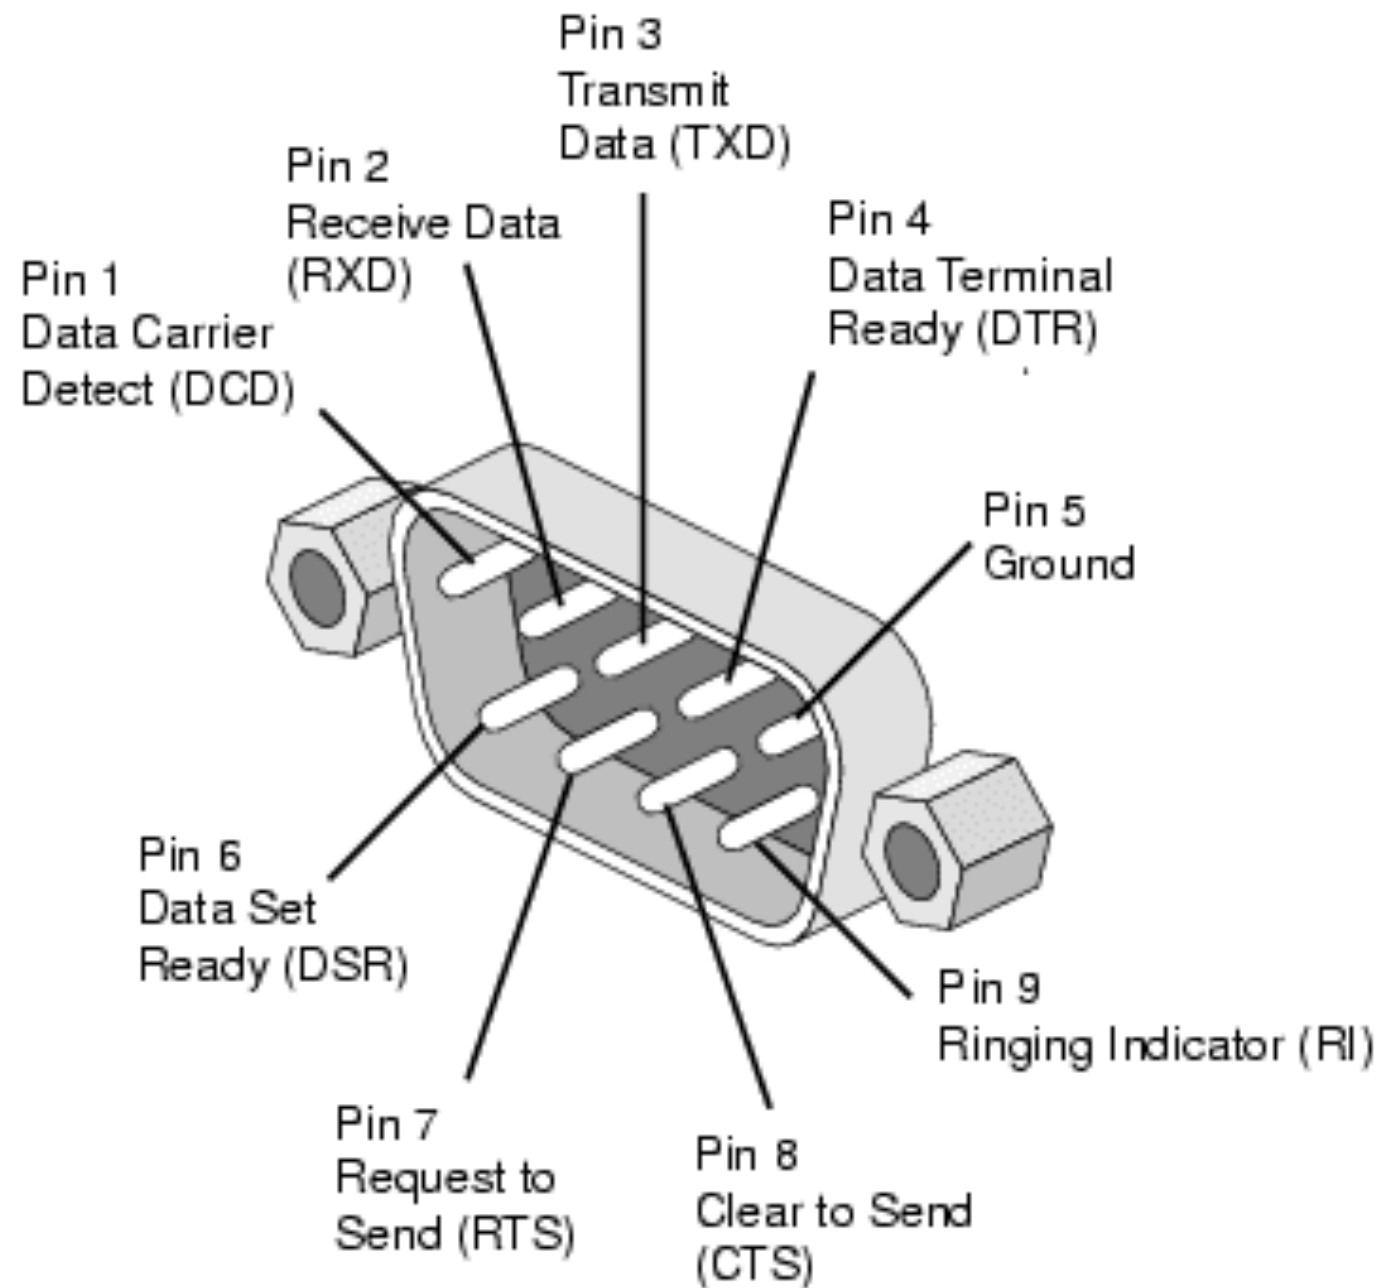 Pin 1
Data Carrier
Detect (DCD)
Pin 2
Receive Data
(RXD)
Pin 3
Transmit
Data (TXD)
Pin 4
Data Terminal
Ready (DTR)
Pin 5
Ground
Pin 6
Data Set
Ready (DSR)
Pin 7
Request to
Send (RTS)
Pin 8
Clear to Send
(CTS)
Pin 9
Ringing Indicator (RI)